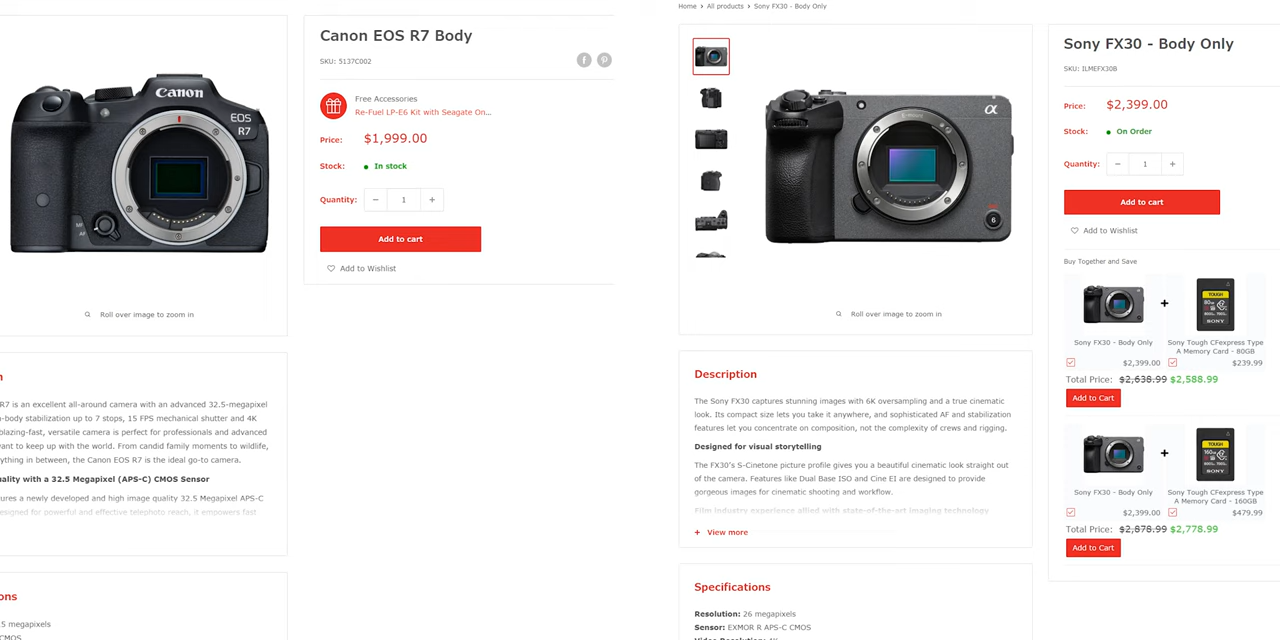 Canon
EOS
R7
Roll over image to zoom in
Canon EOS R7 Body
SKU: 5137C002
Free Accessories
Re-Fuel LP-E6 Kit with Seagate On...
Price: $1,999.00
Stock: In stock
Quantity: − 1 +
Add to cart
Add to Wishlist
n
R7 is an excellent all-around camera with an advanced 32.5-megapixel
-body stabilization up to 7 stops, 15 FPS mechanical shutter and 4K
blazing-fast, versatile camera is perfect for professionals and advanced
ant to keep up with the world. From candid family moments to wildlife,
ything in between, the Canon EOS R7 is the ideal go-to camera.
uality with a 32.5 Megapixel (APS-C) CMOS Sensor
ures a newly developed and high image quality 32.5 Megapixel APS-C
esigned for powerful and effective telephoto reach, it empowers fast
ons
5 megapixels
CMOS
Home > All products > Sony FX30 - Body Only
α
6
Roll over image to zoom in
Description
The Sony FX30 captures stunning images with 6K oversampling and a true cinematic
look. Its compact size lets you take it anywhere, and sophisticated AF and stabilization
features let you concentrate on composition, not the complexity of crews and rigging.
Designed for visual storytelling
The FX30's S-Cinetone picture profile gives you a beautiful cinematic look straight out
of the camera. Features like Dual Base ISO and Cine EI are designed to provide
gorgeous images for cinematic shooting and workflow.
Film industry experience allied with state-of-the-art imaging technology
+ View more
Specifications
Resolution: 26 megapixels
Sensor: EXMOR R APS-C CMOS
Video Resolution: 4K
Sony FX30 - Body Only
SKU: ILMEFX30B
Price: $2,399.00
Stock: On Order
Quantity: − 1 +
Add to cart
Add to Wishlist
Buy Together and Save
+
TOUGH
SONY
Sony FX30 - Body Only
Sony Tough CFexpress Type
A Memory Card - 80GB
$2,399.00
$239.99
Total Price: $2,638.99 $2,588.99
Add to Cart
+
TOUGH
SONY
Sony FX30 - Body Only
Sony Tough CFexpress Type
A Memory Card - 160GB
$2,399.00
$479.99
Total Price: $2,878.99 $2,778.99
Add to Cart